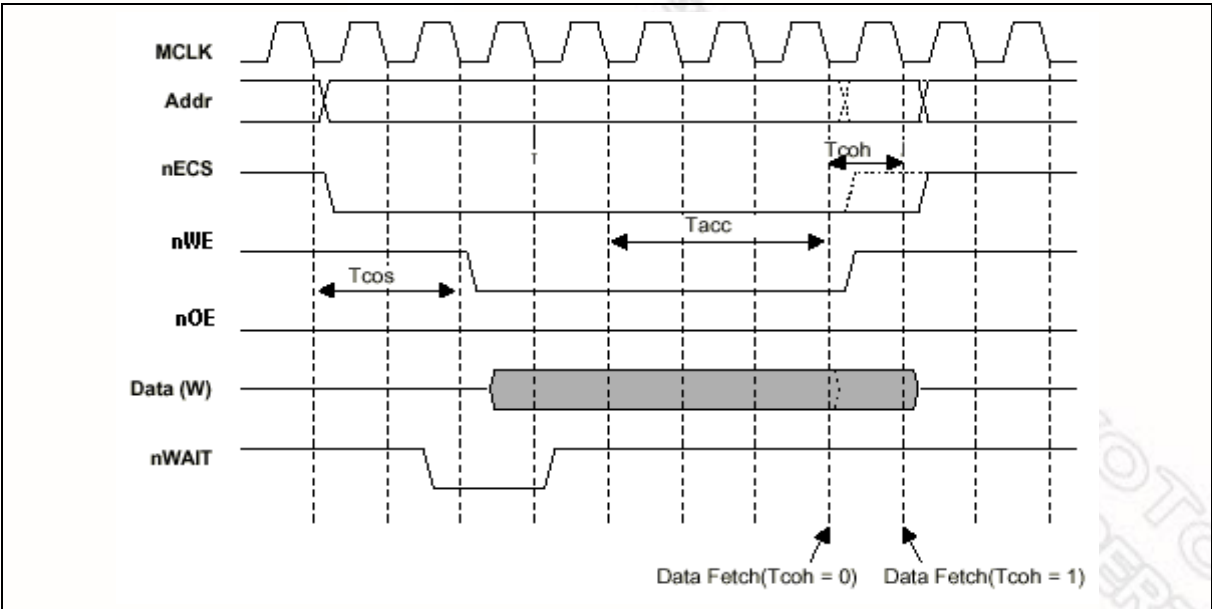 MCLK
Addr
T
Tcoh
nECS
Tacc
nWE
Tcos
nOE
Data (W)
nWAIT
Data Fetch(Tcoh = 0) Data Fetch(Tcoh = 1)